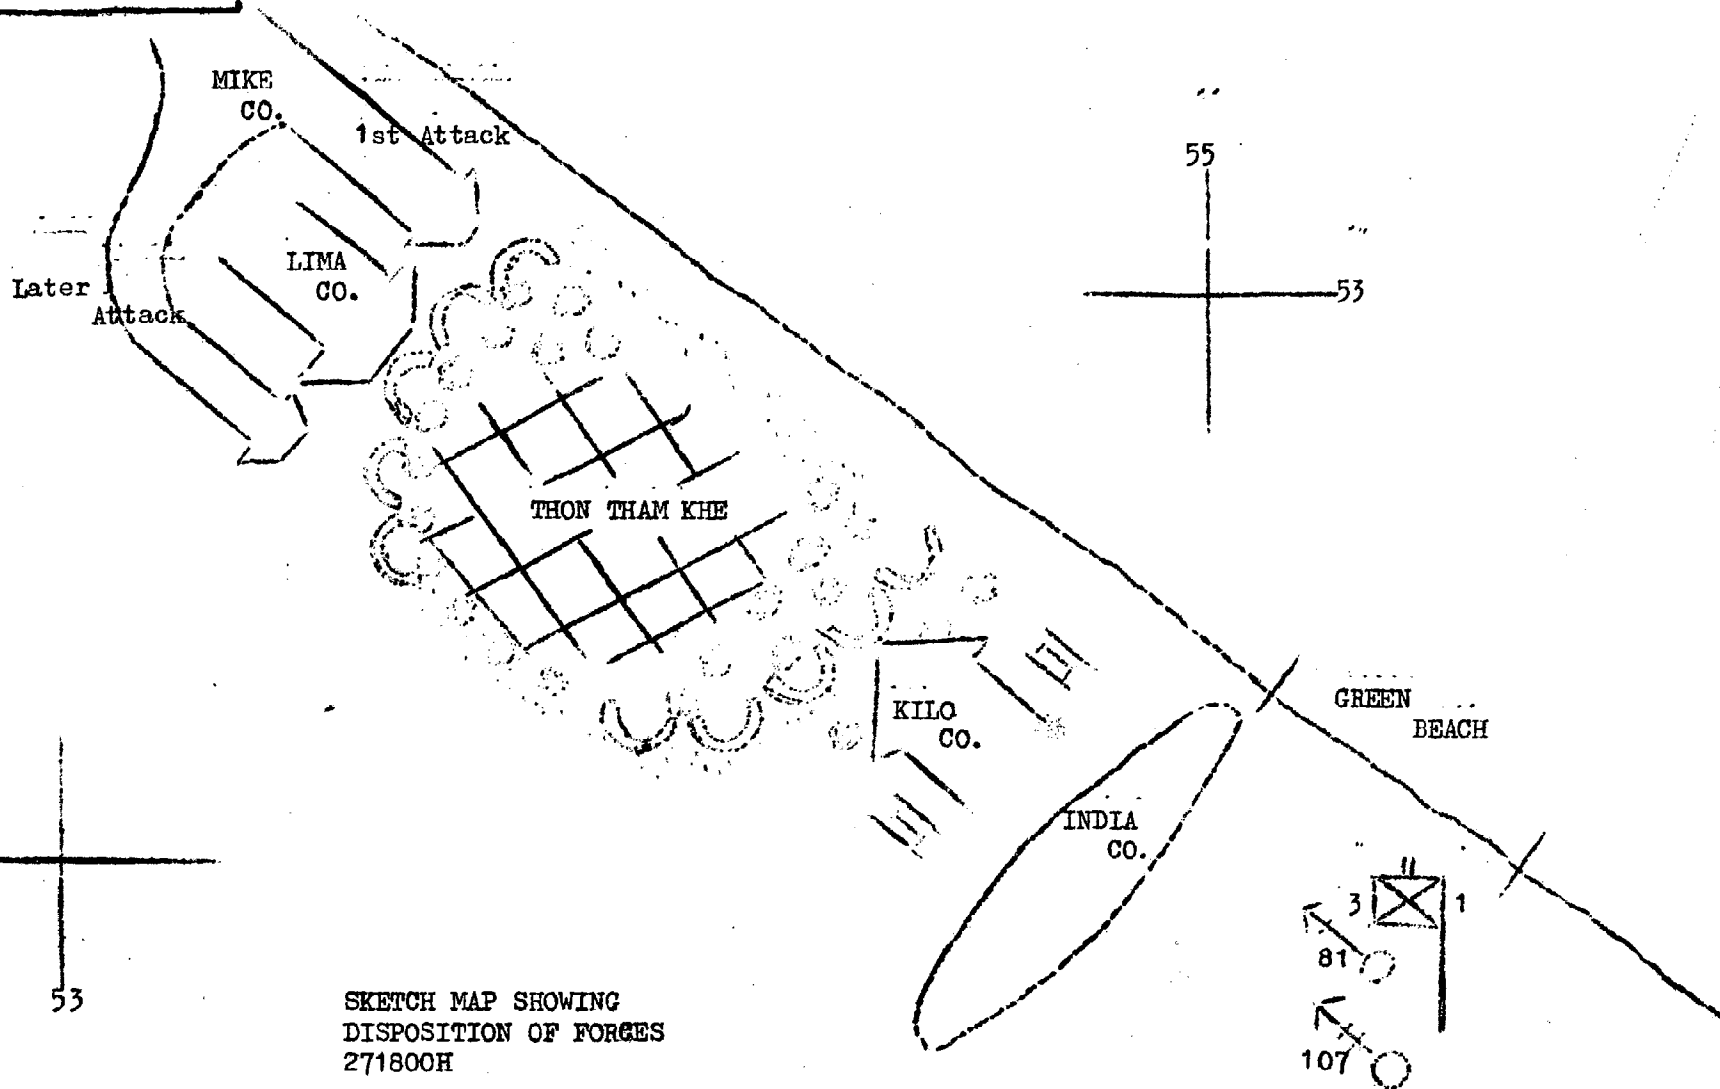 MIKE
CO.
1st Attack
55
53
LIMA
CO.
Later
Attack
THON THAM KHE
GREEN
BEACH
KILO
CO.
INDIA
CO.
3
1
81
107
53
SKETCH MAP SHOWING
DISPOSITION OF FORCES
271800H